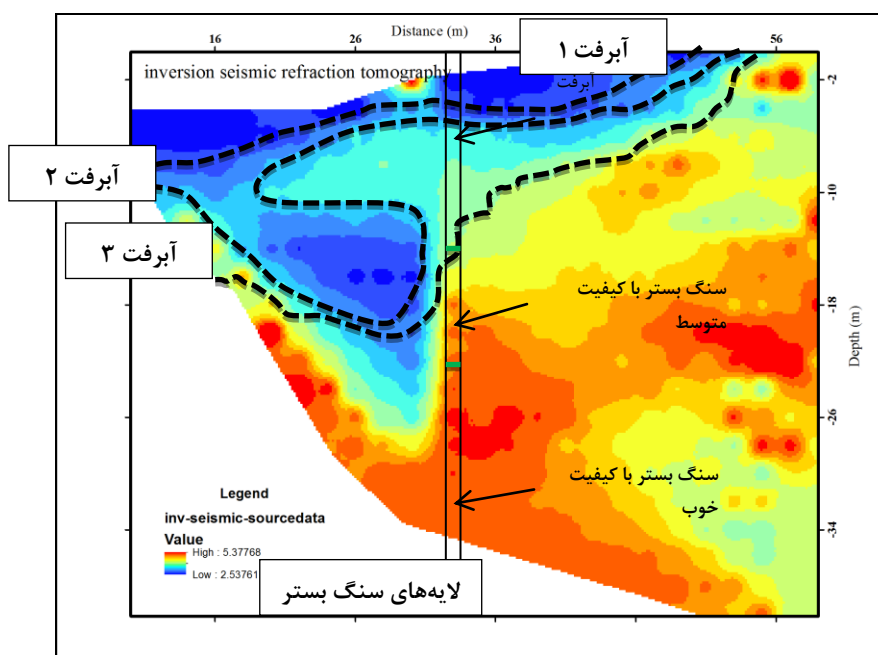 Distance (m)
16
26
36
56
آبرفت ۱
inversion seismic refraction tomography
آبرفت
-2
آبرفت ۲
-10
آبرفت ۳
سنگ بستر با کیفیت
متوسط
-18
Depth (m)
-26
سنگ بستر با کیفیت
خوب
Legend
inv-seismic-sourcedata
Value
High : 5.37768
Low : 2.53761
-34
لایه‌های سنگ بستر